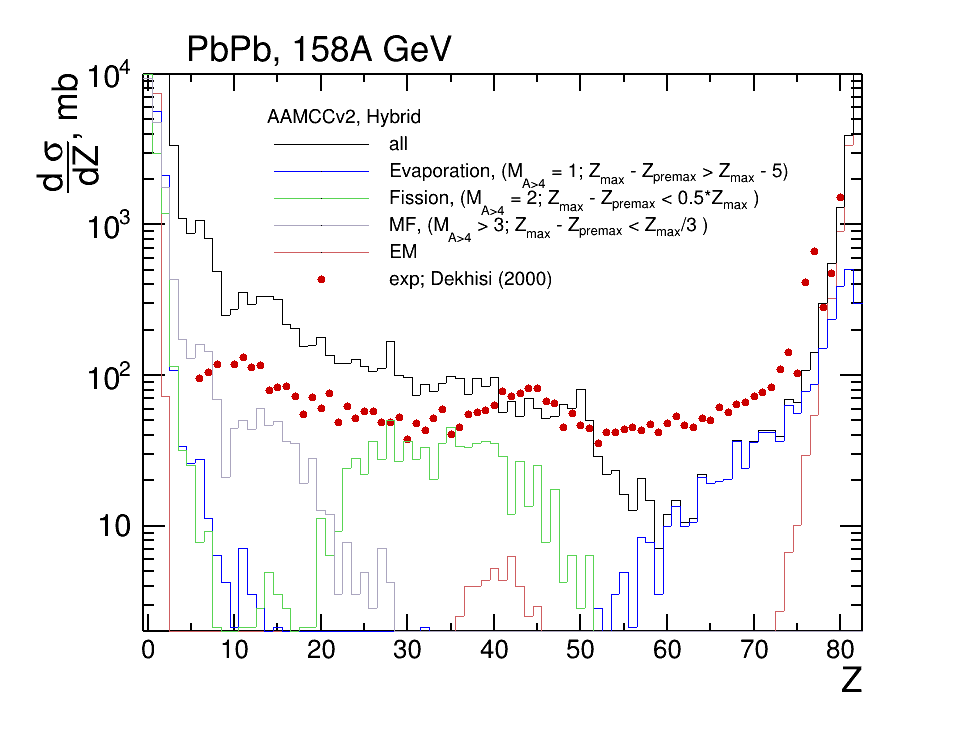 PbPb, 158A GeV
dσ/dZ, mb
10⁴
10³
10²
10
AAMCCv2, Hybrid
all
Evaporation, (M_A>4 = 1; Z_max - Z_premax > Z_max - 5)
Fission, (M_A>4 = 2; Z_max - Z_premax < 0.5*Z_max )
MF, (M_A>4 > 3; Z_max - Z_premax < Z_max/3 )
EM
exp; Dekhisi (2000)
0 10 20 30 40 50 60 70 80
Z